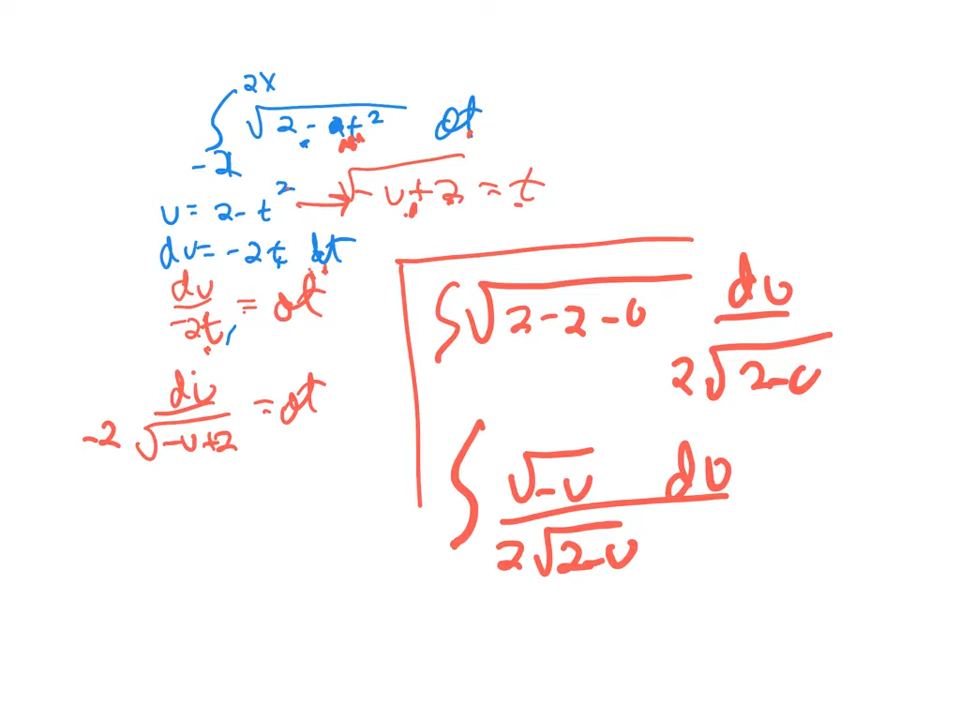 ∫_{-2}^{2x} √(2 - t²) dt
u = 2 - t² → √(-u+2) = t
du = -2t dt
du/(-2t) = dt
du/(-2√(-u+2)) = dt
∫ √(2-2-u) du/(2√(2-u))
∫ (√(-u) du)/(2√(2-u))